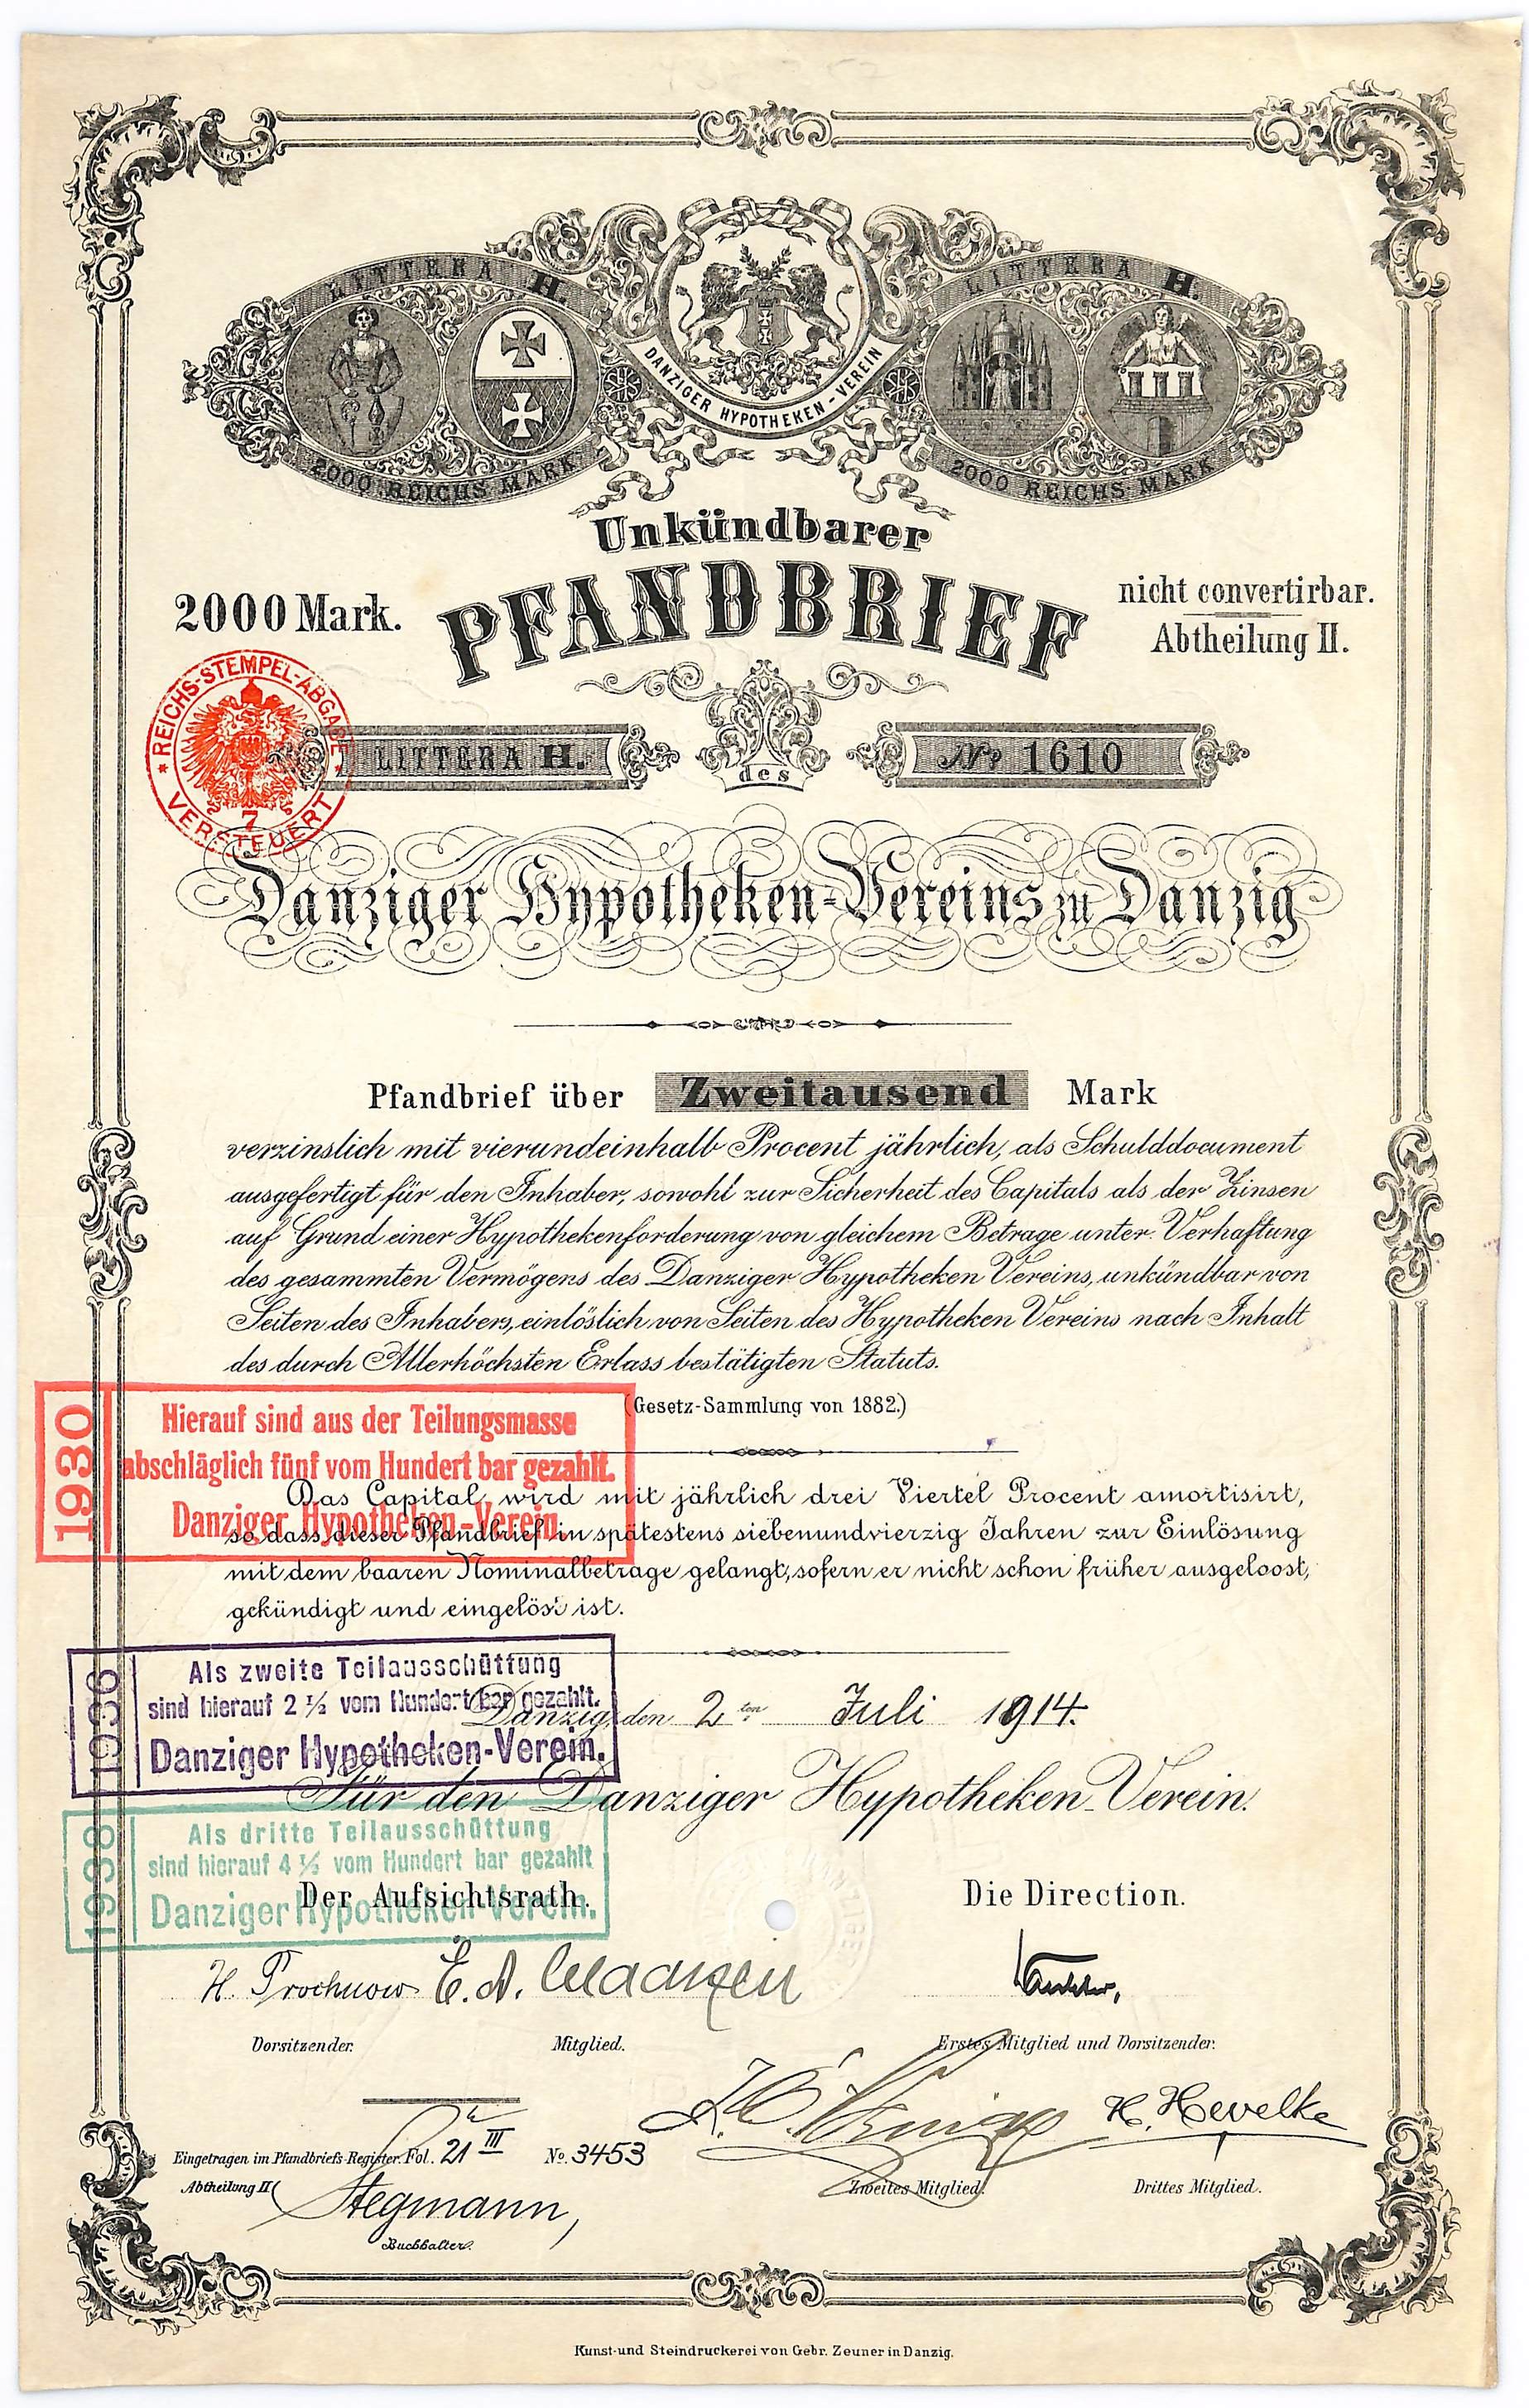 LITTERA H.
LITTERA H.
DANZIGER HYPOTHEKEN-VEREIN
2000 REICHS MARK
2000 REICHS MARK
Unkündbarer
PFANDBRIEF
2000 Mark.
nicht convertirbar.
Abtheilung II.
REICHS-STEMPEL-ABGABE
7
VERSTEUERT
LITTERA H.
des
No 1610
Danziger Hypotheken-Vereins zu Danzig
Pfandbrief über Zweitausend Mark
verzinslich mit vierundeinhalb Procent jährlich, als Schulddocument
ausgefertigt für den Inhaber, sowohl zur Sicherheit des Capitals als der Zinsen
auf Grund einer Hypothekenforderung von gleichem Betrage unter Verhaftung
des gesammten Vermögens des Danziger Hypotheken Vereins, unkündbar von
Seiten des Inhabers, einlöslich von Seiten des Hypotheken Vereins nach Inhalt
des durch Allerhöchsten Erlass bestätigten Statuts.
(Gesetz-Sammlung von 1882.)
1930
Hierauf sind aus der Teilungsmasse
abschläglich fünf vom Hundert bar gezahlt.
Danziger Hypotheken-Verein.
Das Capital wird mit jährlich drei Viertel Procent amortisirt,
so dass dieser Pfandbrief in spätestens siebenundvierzig Jahren zur Einlösung
mit dem baaren Nominalbetrage gelangt, sofern er nicht schon früher ausgeloost,
gekündigt und eingelöst ist.
1936
Als zweite Teilausschüttung
sind hierauf 2 ½ vom Hundert bar gezahlt.
Danziger Hypotheken-Verein.
Danzig, den 2ten Juli 1914.
Für den Danziger Hypotheken-Verein.
1938
Als dritte Teilausschüttung
sind hierauf 4 ½ vom Hundert bar gezahlt
Danziger Hypotheken-Verein.
Der Aufsichtsrath.
Die Direction.
H. Prochnow E. A. Claassen
Vorsitzender.
Mitglied.
Erstes Mitglied und Vorsitzender.
H. Hevelke
Eingetragen im Pfandbriefs-Register Fol. 21 III No. 3453
Abtheilung II
Zweites Mitglied.
Drittes Mitglied.
Stegmann,
Buchhalter.
Kunst-und Steindruckerei von Gebr. Zeuner in Danzig.